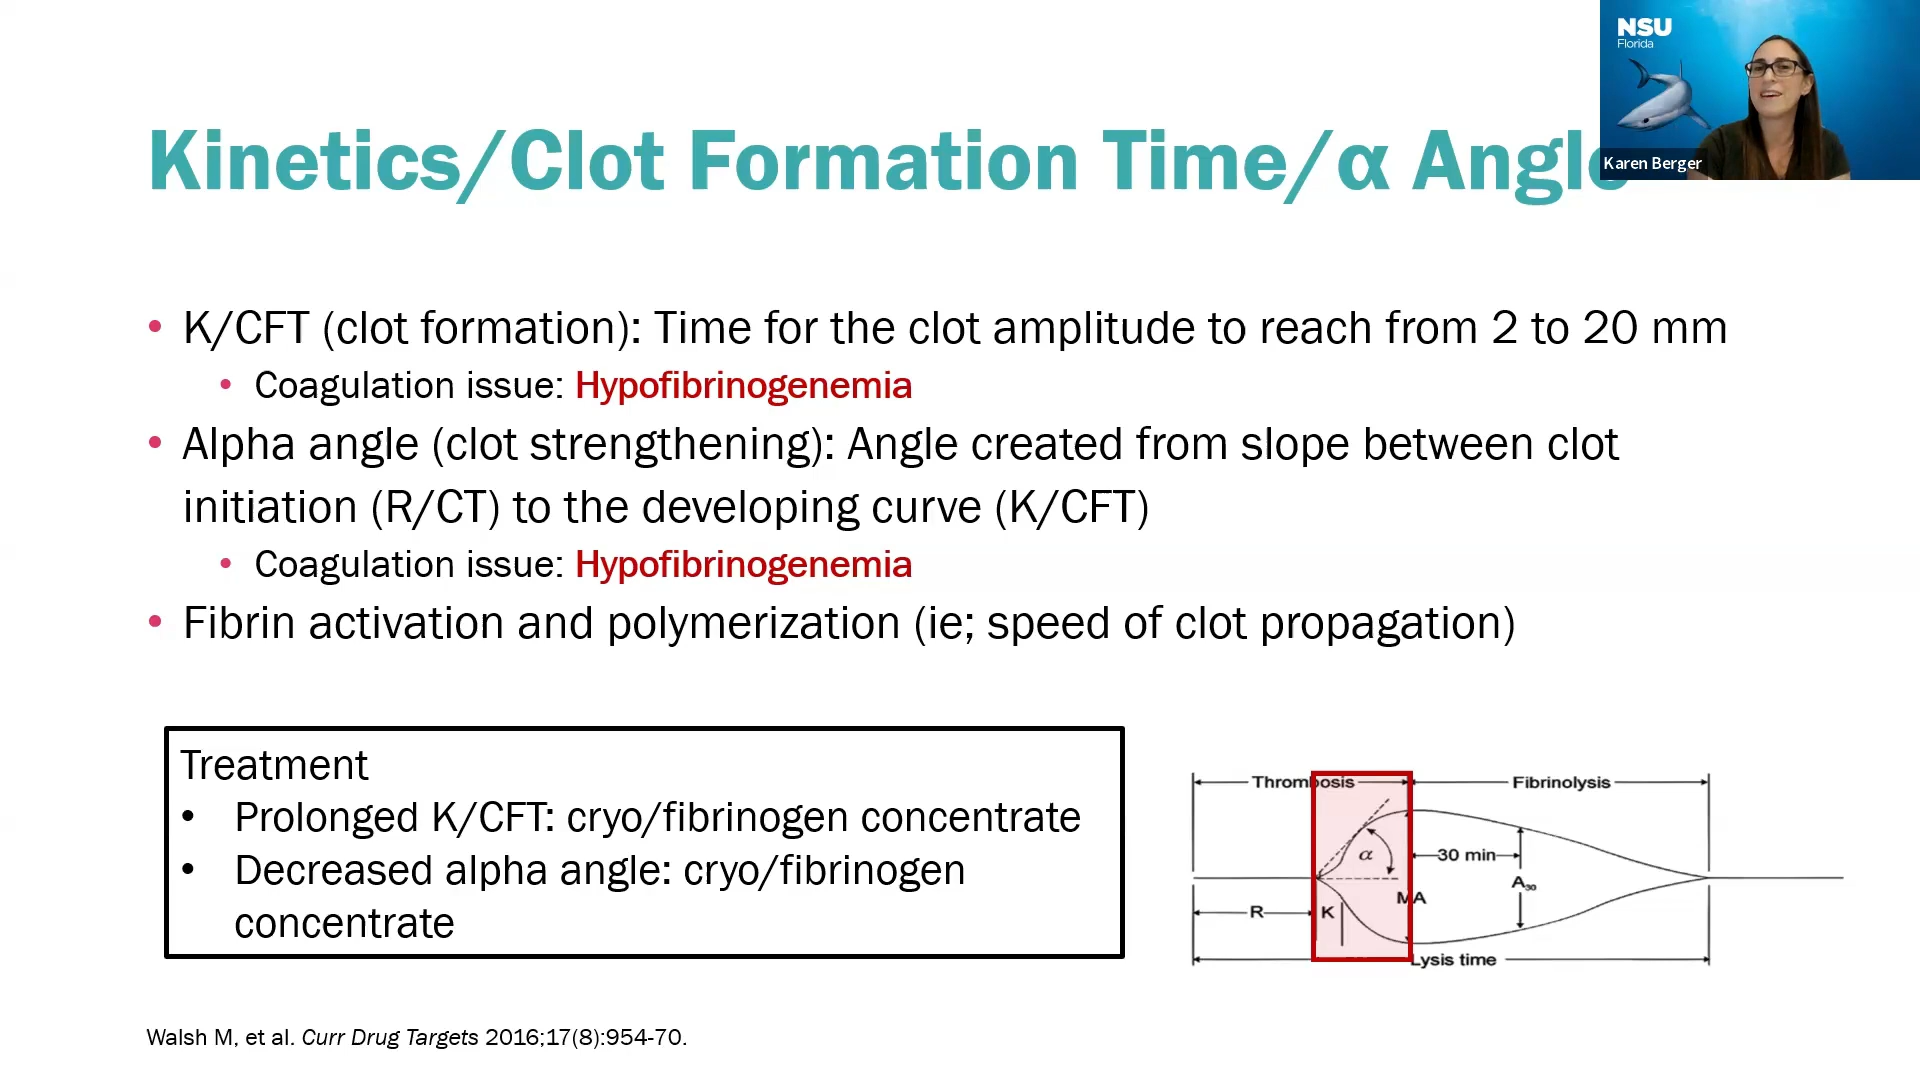 NSU
Florida
Karen Berger
Kinetics/Clot Formation Time/α Angle
• K/CFT (clot formation): Time for the clot amplitude to reach from 2 to 20 mm
• Coagulation issue: Hypofibrinogenemia
• Alpha angle (clot strengthening): Angle created from slope between clot
initiation (R/CT) to the developing curve (K/CFT)
• Coagulation issue: Hypofibrinogenemia
• Fibrin activation and polymerization (ie; speed of clot propagation)
Treatment
• Prolonged K/CFT: cryo/fibrinogen concentrate
• Decreased alpha angle: cryo/fibrinogen
concentrate
Thrombosis
Fibrinolysis
α
30 min
A30
MA
R
K
Lysis time
Walsh M, et al. Curr Drug Targets 2016;17(8):954-70.